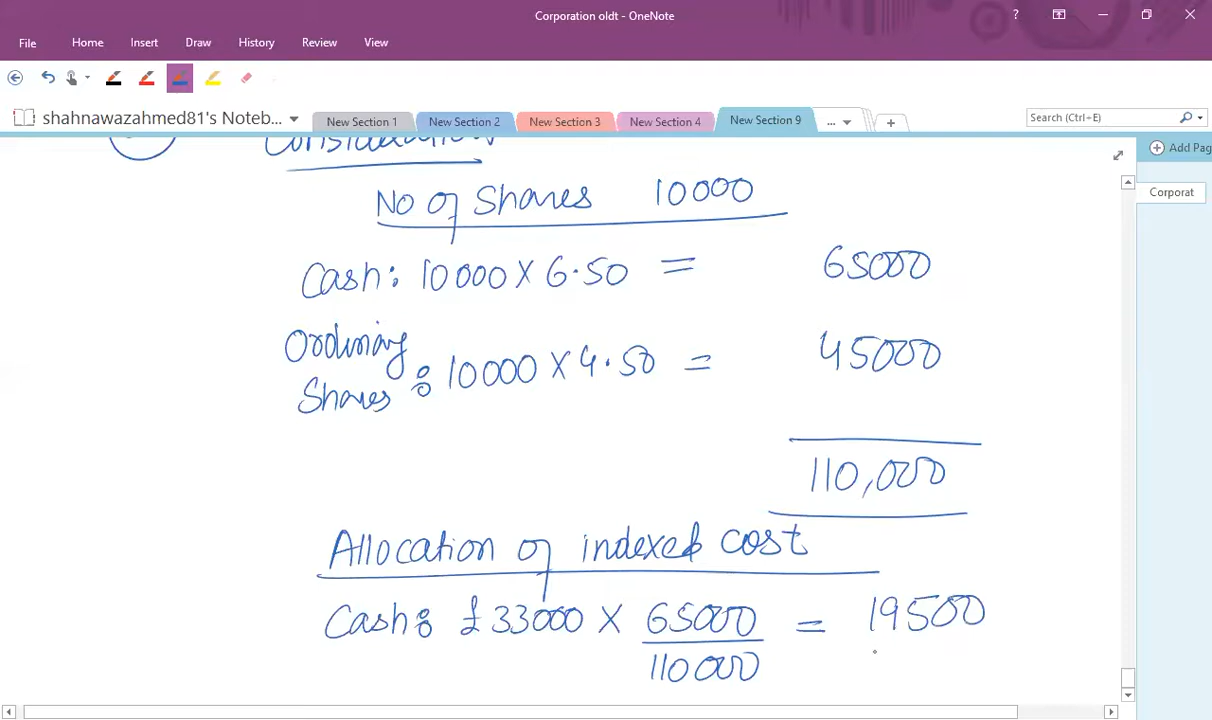 Corporation oldt - OneNote
File Home Insert Draw History Review View
shahnawazahmed81's Noteb...
New Section 1 New Section 2 New Section 3 New Section 4 New Section 9 ... Search (Ctrl+E)
Add Pag
Corporat
No of Shares 10000
Cash: 10000 X 6.50 = 65000
Ordinary
Shares : 10000 X 4.50 = 45000
110,000
Allocation of indexed cost
Cash: £33000 X 65000 = 19500
110000